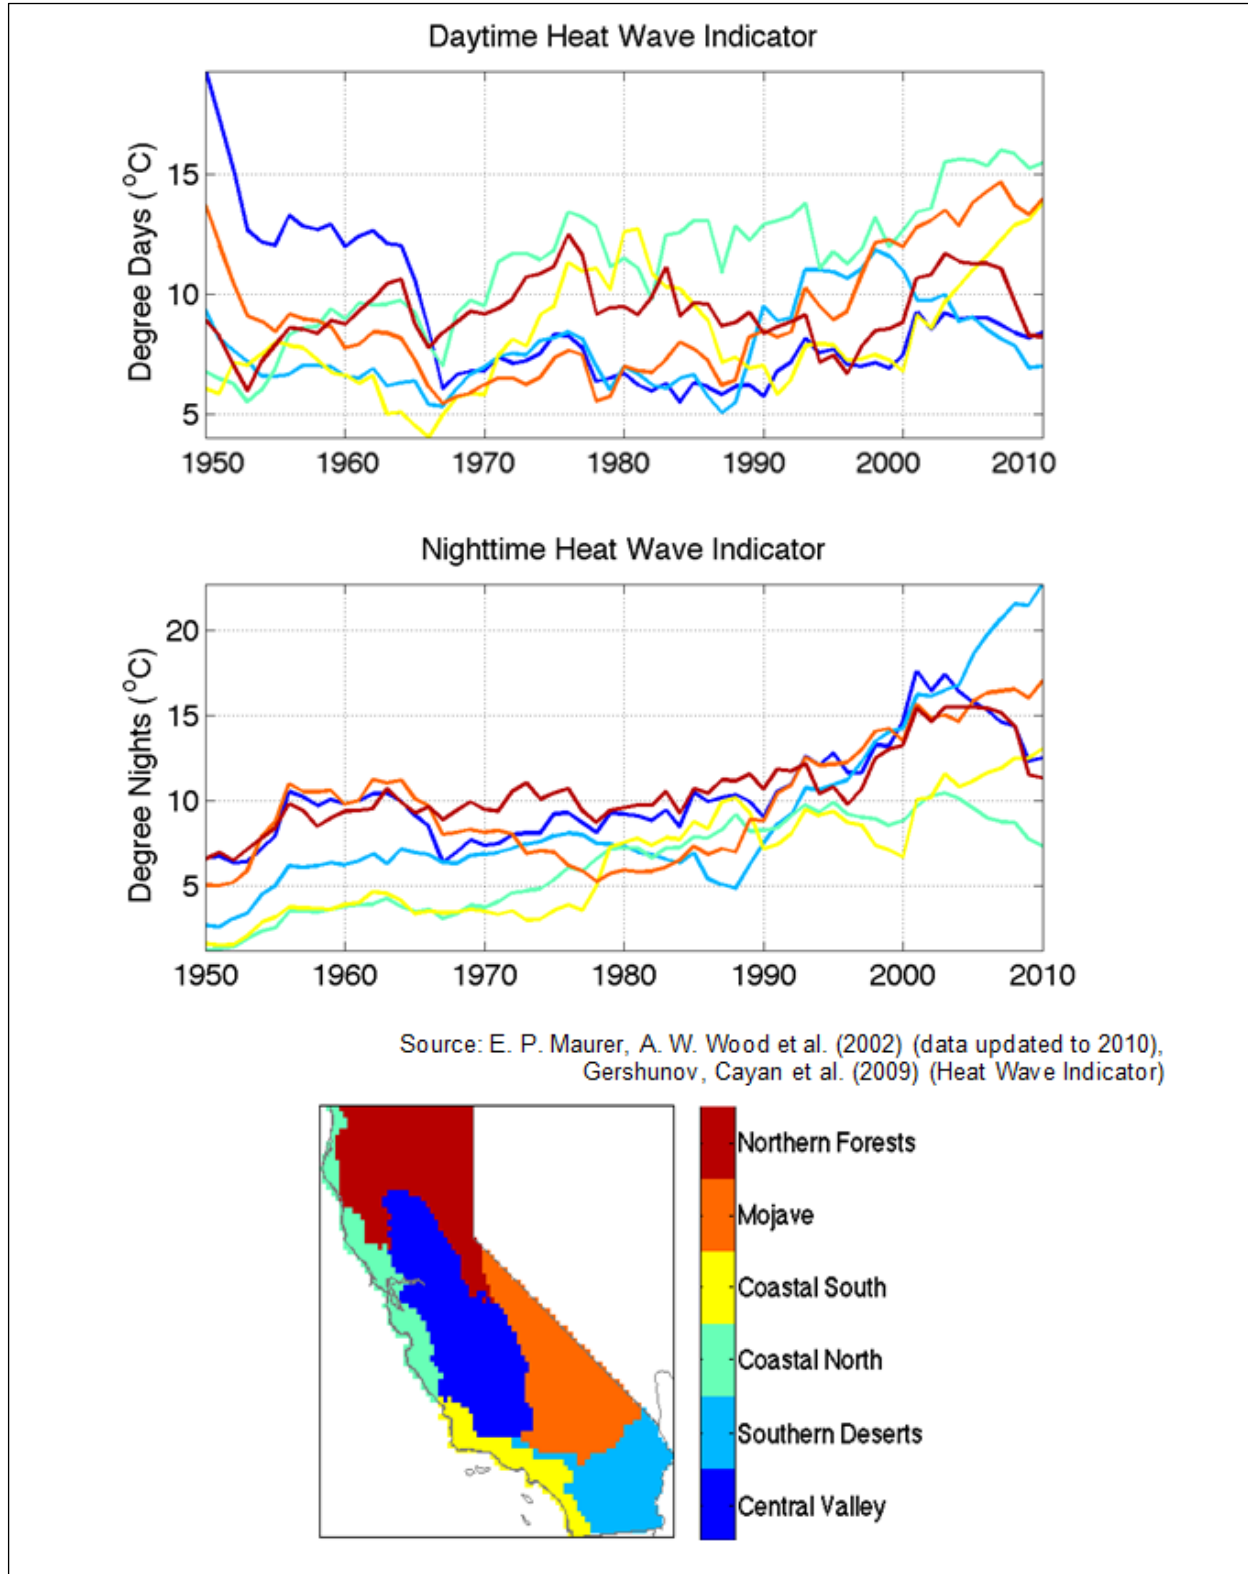 Daytime Heat Wave Indicator
Degree Days (°C)
15
10
5
1950 1960 1970 1980 1990 2000 2010
Nighttime Heat Wave Indicator
Degree Nights (°C)
20
15
10
5
1950 1960 1970 1980 1990 2000 2010
Source: E. P. Maurer, A. W. Wood et al. (2002) (data updated to 2010),
Gershunov, Cayan et al. (2009) (Heat Wave Indicator)
Northern Forests
Mojave
Coastal South
Coastal North
Southern Deserts
Central Valley